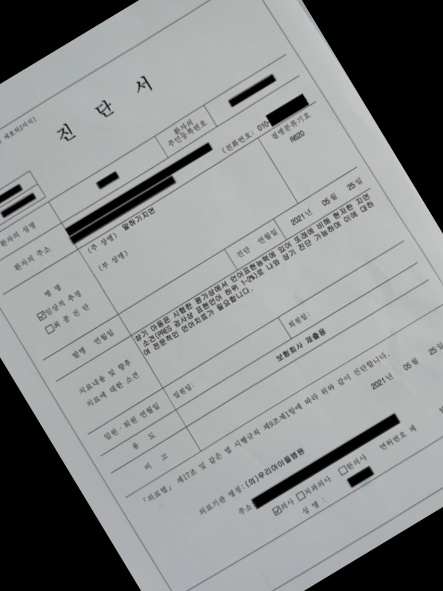 진 단 서
환자의
주민등록번호
환자의 성명
환자의 주소
(전화번호: 010-
병 명
☑임상적 추정
☐최 종 진 단
(주 상병) 말하기지연
(부 상병)
질병분류기호
R620
발병 연월일
진단 연월일
2021년 05월 25일
치료내용 및 향후
치료에 대한 소견
상기 아동은 시행한 평가상에서 언어표현능력에 있어 또래에 비해 현저한 지연
소견(PRES 검사상 표현언어 하위 1-2%)로 나와 상기 진단 가능하며 이에 대하
여 전문적인 언어치료가 필요합니다.
입원·퇴원 연월일
입원일:
퇴원일:
용 도
보험회사 제출용
비 고
「의료법」 제17조 및 같은 법 시행규칙 제9조제1항에 따라 위와 같이 진단합니다.
2021년 05월 25일
의료기관 명칭: (의)우리아이들병원
주소:
☑의사 ☐치과의사 ☐한의사 면허번호 제
성 명 :